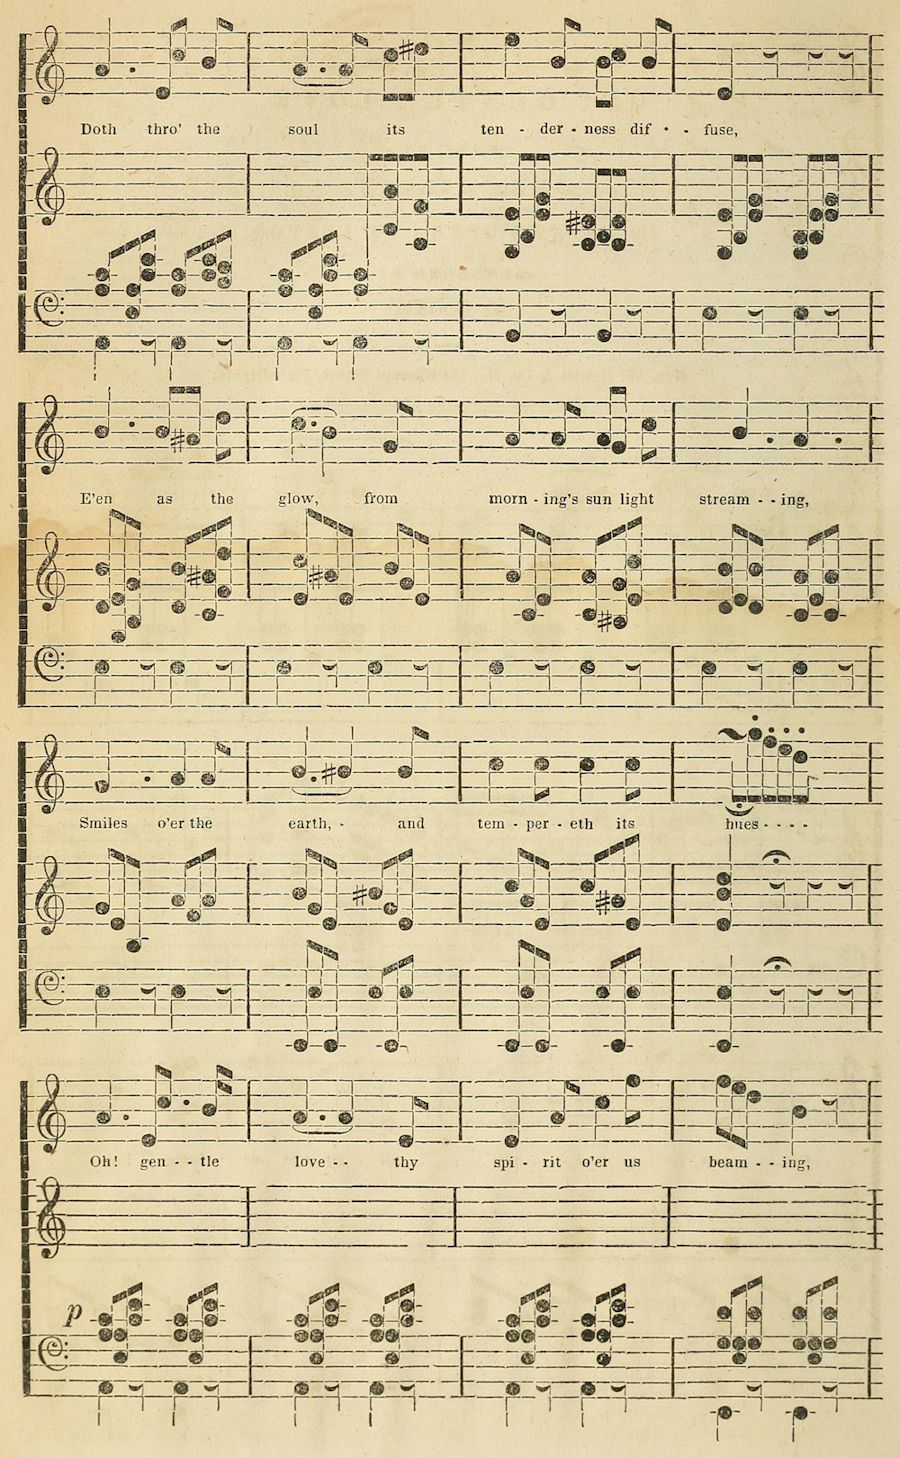 Doth thro' the soul its ten - der - ness dif - - fuse,
E'en as the glow, from morn - ing's sun light stream - - ing,
Smiles o'er the earth, - and tem - per - eth its hues - - - -
Oh! gen - - tle love - - thy spi - rit o'er us beam - - ing,
p